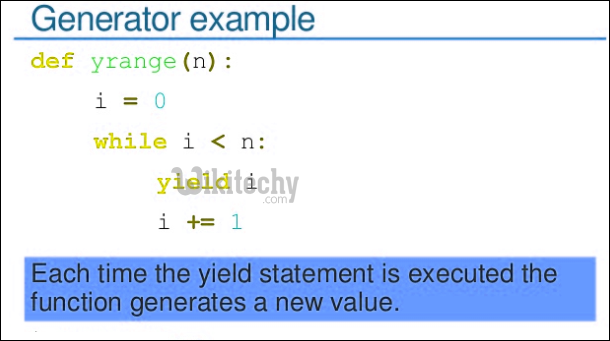 Generator example
def yrange(n):
i = 0
while i < n:
yield i
i += 1
Wikitechy
.com
Each time the yield statement is executed the
function generates a new value.